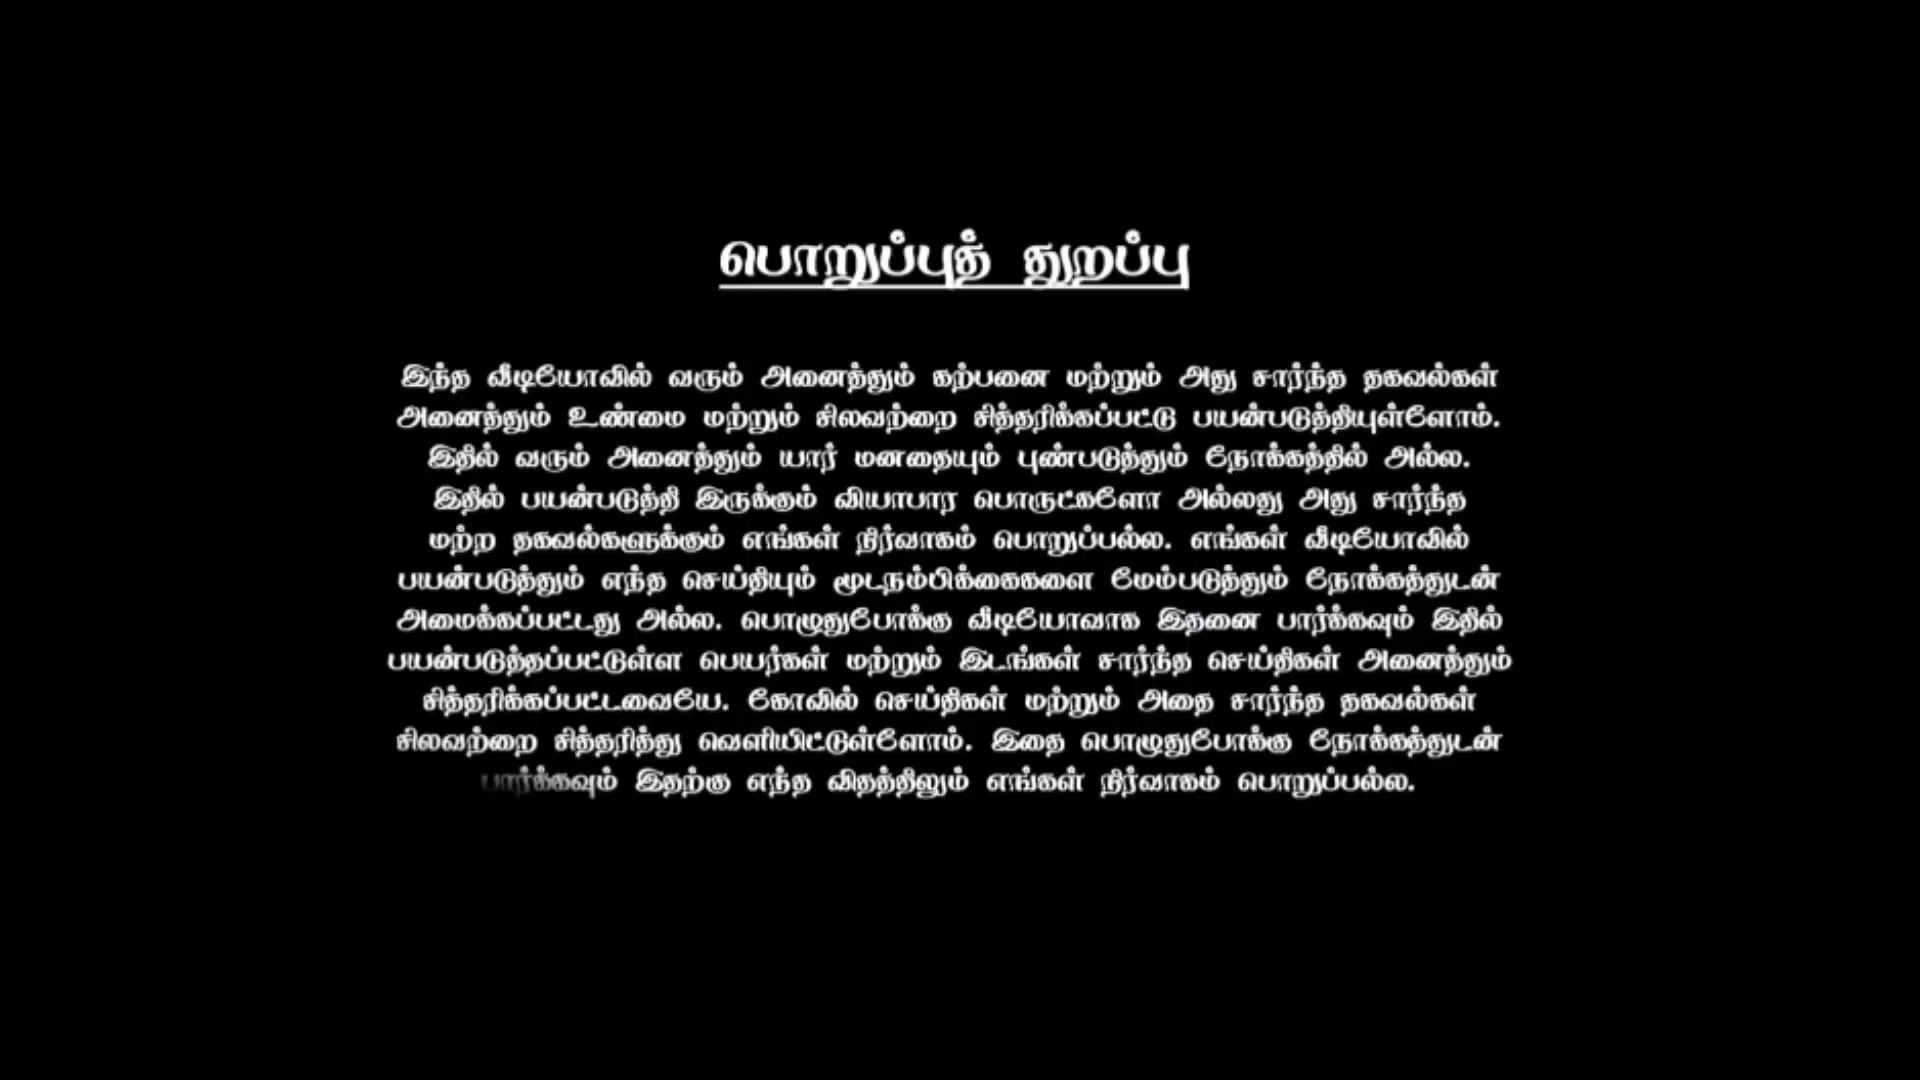 பொறுப்புத் துறப்பு
இந்த வீடியோவில் வரும் அனைத்தும் கற்பனை மற்றும் அது சார்ந்த தகவல்கள்
அனைத்தும் உண்மை மற்றும் சிலவற்றை சித்தரிக்கப்பட்டு பயன்படுத்தியுள்ளோம்.
இதில் வரும் அனைத்தும் யார் மனதையும் புண்படுத்தும் நோக்கத்தில் அல்ல.
இதில் பயன்படுத்தி இருக்கும் வியாபார பொருட்களோ அல்லது அது சார்ந்த
மற்ற தகவல்களுக்கும் எங்கள் நிர்வாகம் பொறுப்பல்ல. எங்கள் வீடியோவில்
பயன்படுத்தும் எந்த செய்தியும் மூடநம்பிக்கைகளை மேம்படுத்தும் நோக்கத்துடன்
அமைக்கப்பட்டது அல்ல. பொழுதுபோக்கு வீடியோவாக இதனை பார்க்கவும் இதில்
பயன்படுத்தப்பட்டுள்ள பெயர்கள் மற்றும் இடங்கள் சார்ந்த செய்திகள் அனைத்தும்
சித்தரிக்கப்பட்டவையே. கோவில் செய்திகள் மற்றும் அதை சார்ந்த தகவல்கள்
சிலவற்றை சித்தரித்து வெளியிட்டுள்ளோம். இதை பொழுதுபோக்கு நோக்கத்துடன்
பார்க்கவும் இதற்கு எந்த விதத்திலும் எங்கள் நிர்வாகம் பொறுப்பல்ல.